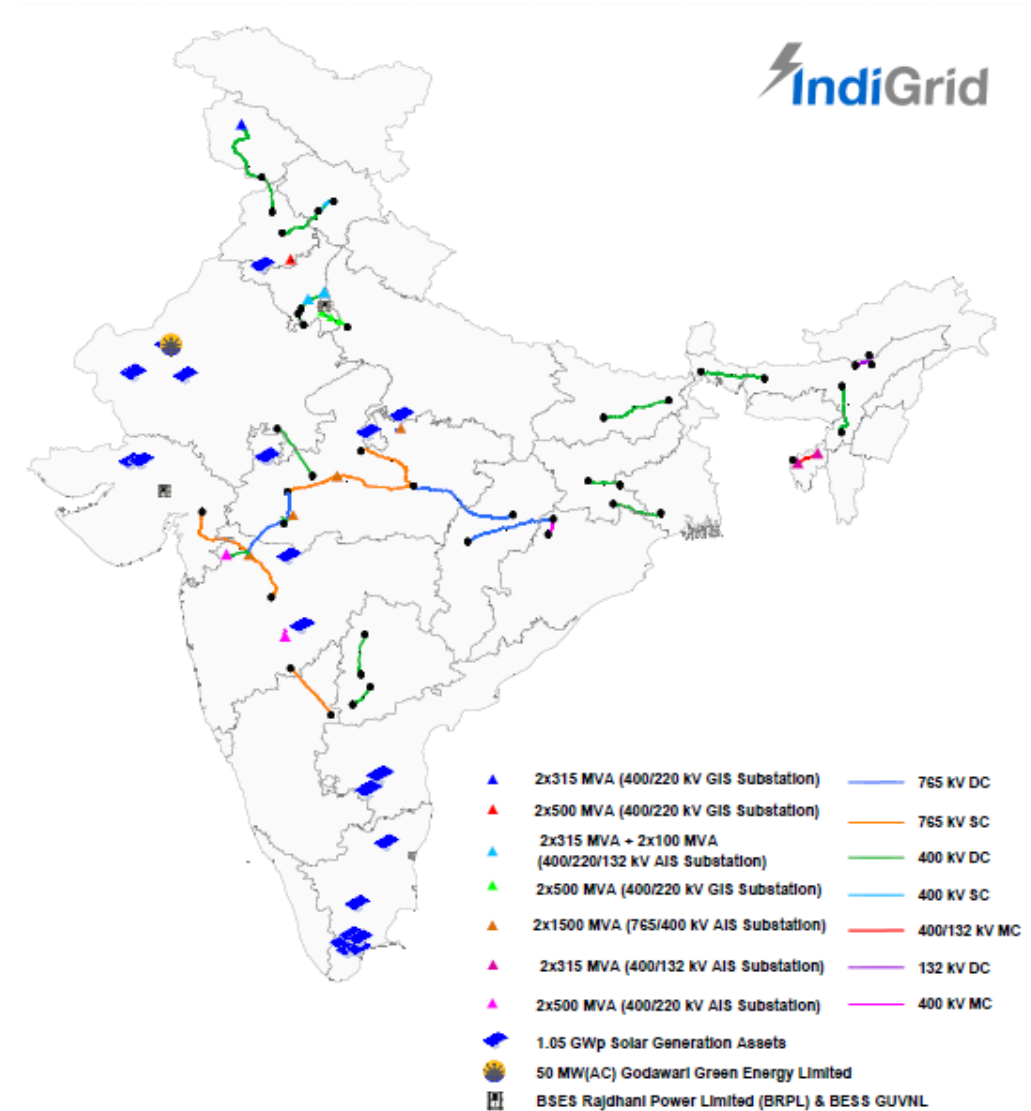 IndiGrid
2x315 MVA (400/220 kV GIS Substation)
2x500 MVA (400/220 kV GIS Substation)
2x315 MVA + 2x100 MVA
(400/220/132 kV AIS Substation)
2x500 MVA (400/220 kV GIS Substation)
2x1500 MVA (765/400 kV AIS Substation)
2x315 MVA (400/132 kV AIS Substation)
2x500 MVA (400/220 kV AIS Substation)
1.05 GWp Solar Generation Assets
50 MW(AC) Godawari Green Energy Limited
BSES Rajdhani Power Limited (BRPL) & BESS GUVNL
765 kV DC
765 kV SC
400 kV DC
400 kV SC
400/132 kV MC
132 kV DC
400 kV MC